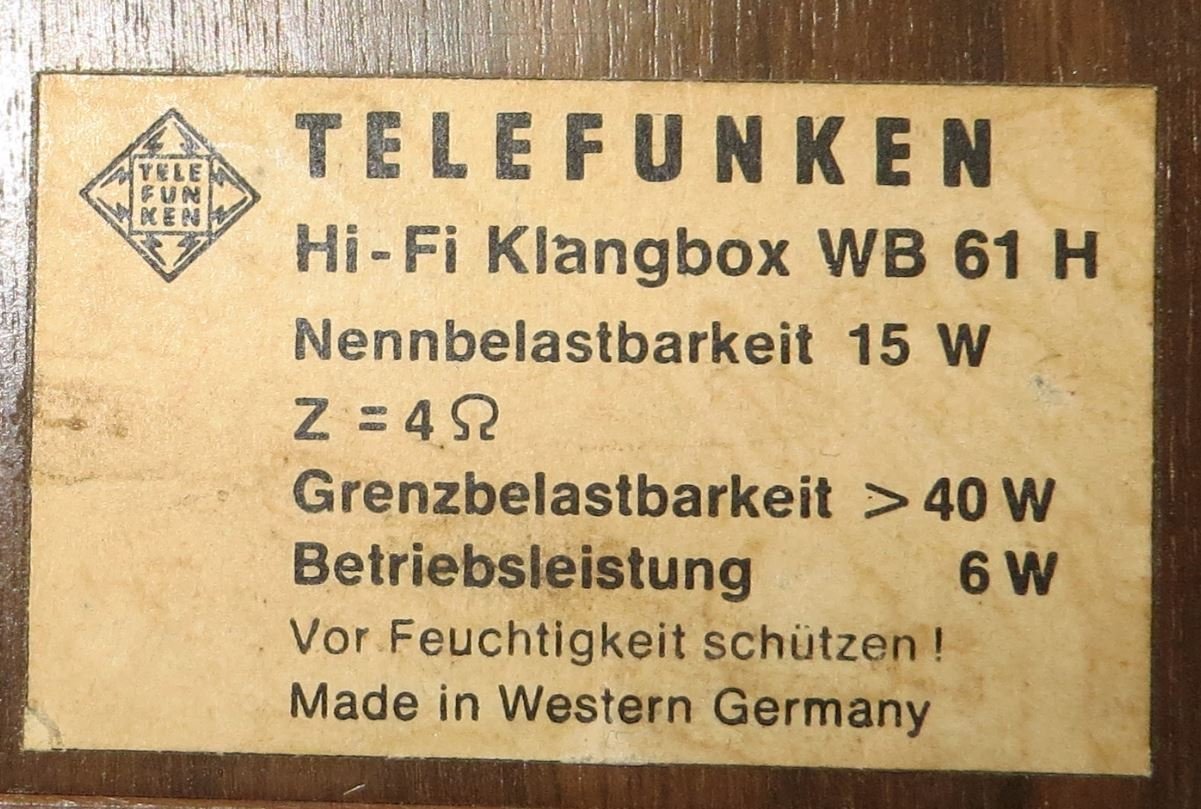 TELE
FUN
KEN
TELEFUNKEN
Hi-Fi Klangbox WB 61 H
Nennbelastbarkeit 15 W
Z = 4 Ω
Grenzbelastbarkeit > 40 W
Betriebsleistung 6 W
Vor Feuchtigkeit schützen !
Made in Western Germany